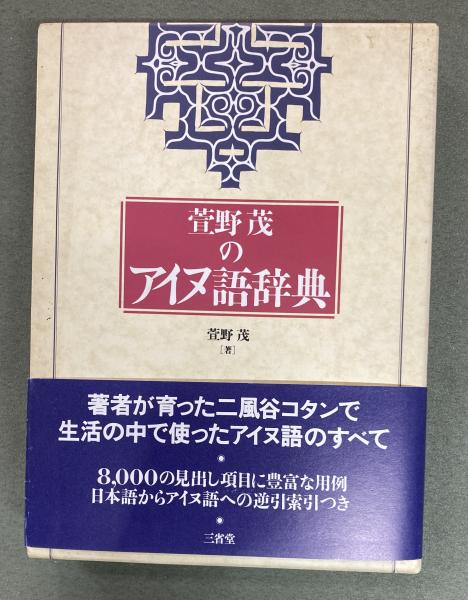 萱野 茂
の
アイヌ語辞典
萱野 茂
[著]
著者が育った二風谷コタンで
生活の中で使ったアイヌ語のすべて
8,000の見出し項目に豊富な用例
日本語からアイヌ語への逆引索引つき
三省堂